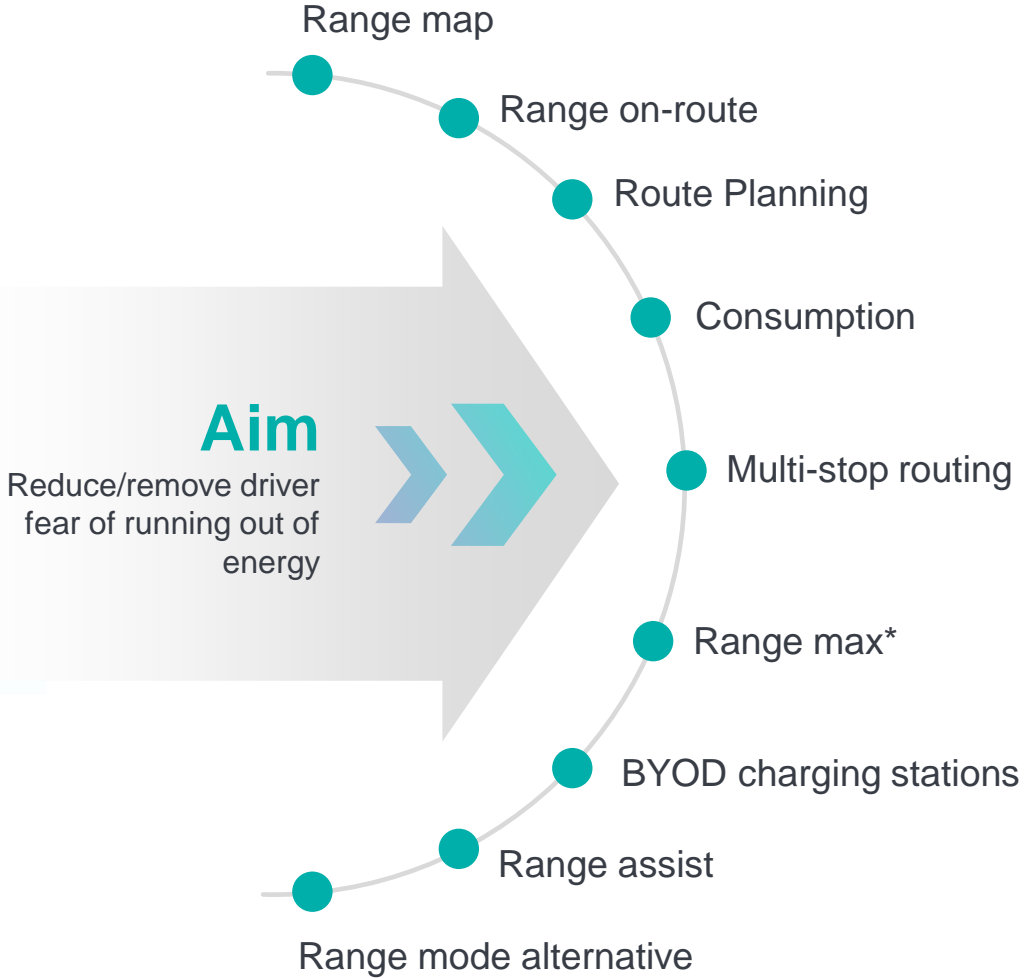 Range map
Range on-route
Route Planning
Consumption
Aim
Reduce/remove driver
fear of running out of
energy
Multi-stop routing
Range max*
BYOD charging stations
Range assist
Range mode alternative